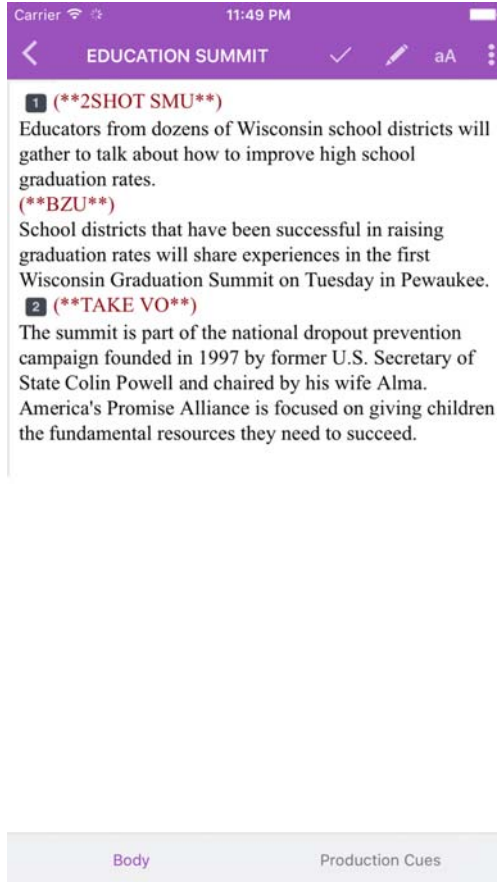 Carrier 11:49 PM
EDUCATION SUMMIT aA
1 (**2SHOT SMU**)
Educators from dozens of Wisconsin school districts will
gather to talk about how to improve high school
graduation rates.
(**BZU**)
School districts that have been successful in raising
graduation rates will share experiences in the first
Wisconsin Graduation Summit on Tuesday in Pewaukee.
2 (**TAKE VO**)
The summit is part of the national dropout prevention
campaign founded in 1997 by former U.S. Secretary of
State Colin Powell and chaired by his wife Alma.
America's Promise Alliance is focused on giving children
the fundamental resources they need to succeed.
Body Production Cues